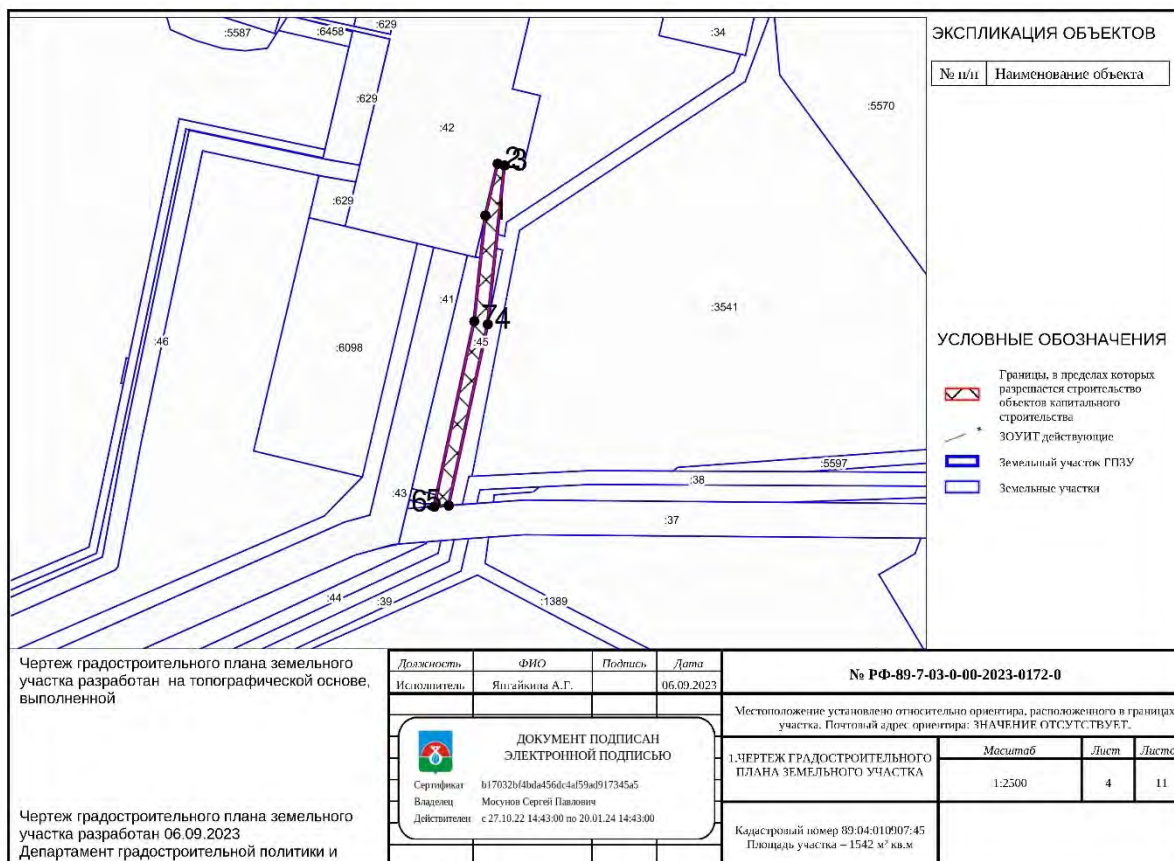 :5587
:6458
:629
:34
:629
:42
:5570
2
3
:629
1
:41
:3541
7
4
:45
:46
:6098
:5597
:43
:38
6
5
:37
:44
:39
:1389
ЭКСПЛИКАЦИЯ ОБЪЕКТОВ
№ п/п Наименование объекта
УСЛОВНЫЕ ОБОЗНАЧЕНИЯ
Границы, в пределах которых
разрешается строительство
объектов капитального
строительства
ЗОУИТ действующие
Земельный участок ГПЗУ
Земельные участки
Чертеж градостроительного плана земельного
участка разработан на топографической основе,
выполненной
Чертеж градостроительного плана земельного
участка разработан 06.09.2023
Департамент градостроительной политики и
Должность ФИО Подпись Дата
Исполнитель Янгайкина А.Г. 06.09.2023
ДОКУМЕНТ ПОДПИСАН
ЭЛЕКТРОННОЙ ПОДПИСЬЮ
Сертификат b17032bf4bda456dc4af59ad917345a5
Владелец Мосунов Сергей Павлович
Действителен с 27.10.22 14:43:00 по 20.01.24 14:43:00
№ РФ-89-7-03-0-00-2023-0172-0
Местоположение установлено относительно ориентира, расположенного в границах
участка. Почтовый адрес ориентира: ЗНАЧЕНИЕ ОТСУТСТВУЕТ.
1.ЧЕРТЕЖ ГРАДОСТРОИТЕЛЬНОГО
ПЛАНА ЗЕМЕЛЬНОГО УЧАСТКА
Масштаб Лист Листо
1:2500 4 11
Кадастровый номер 89:04:010907:45
Площадь участка – 1542 м² кв.м